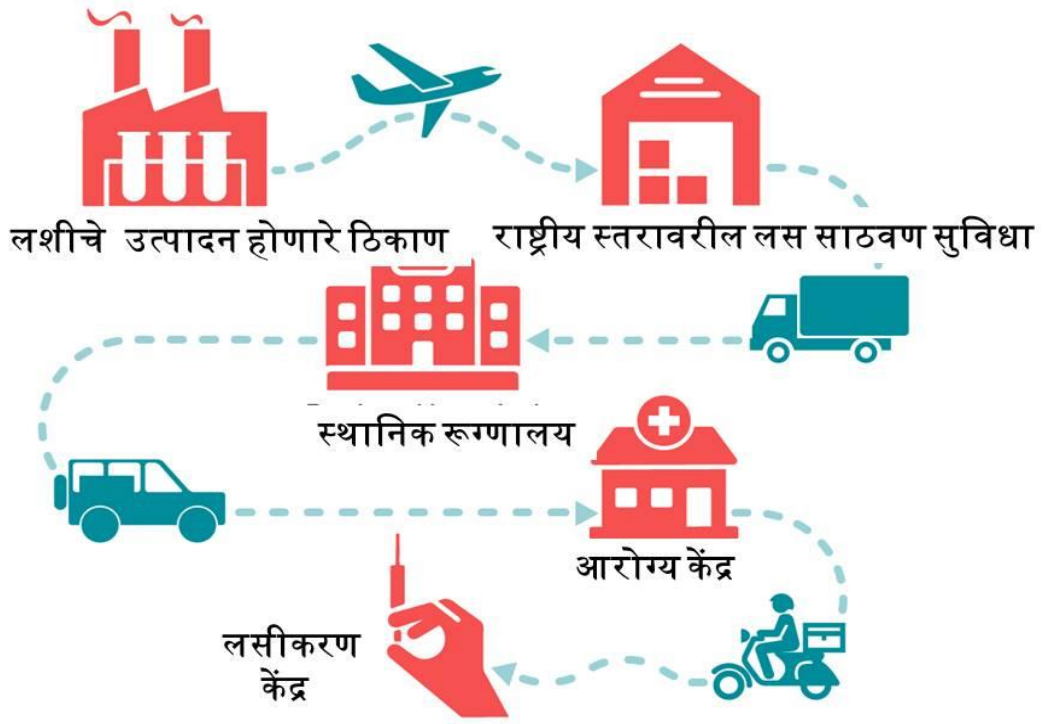 लशीचे उत्पादन होणारे ठिकाण
राष्ट्रीय स्तरावरील लस साठवण सुविधा
स्थानिक रूग्णालय
आरोग्य केंद्र
लसीकरण
केंद्र